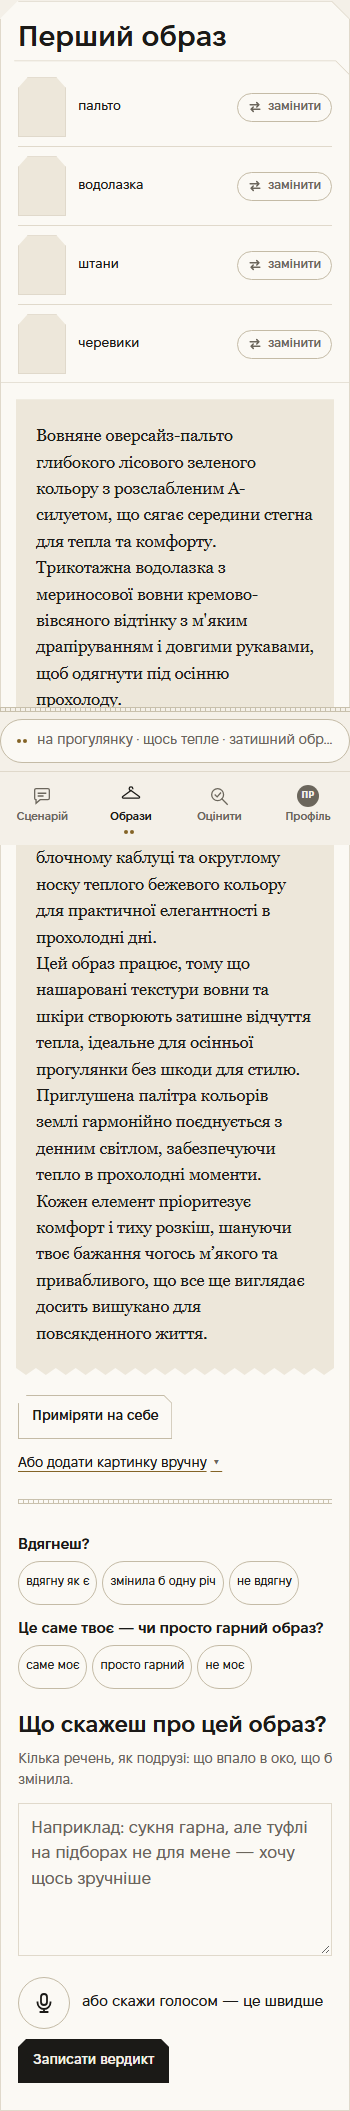 Перший образ
пальто
замінити
водолазка
замінити
штани
замінити
черевики
замінити
Вовняне оверсайз-пальто
глибокого лісового зеленого
кольору з розслабленим А-
силуетом, що сягає середини стегна
для тепла та комфорту.
Трикотажна водолазка з
мериносової вовни кремово-
вівсяного відтінку з м'яким
драпіруванням і довгими рукавами,
щоб одягнути під осінню
прохолоду.
на прогулянку · щось тепле · затишний обр...
Сценарій
Образи
Оцінити
ПР
Профіль
блочному каблуці та округлому
носку теплого бежевого кольору
для практичної елегантності в
прохолодні дні.
Цей образ працює, тому що
нашаровані текстури вовни та
шкіри створюють затишне відчуття
тепла, ідеальне для осінньої
прогулянки без шкоди для стилю.
Приглушена палітра кольорів
землі гармонійно поєднується з
денним світлом, забезпечуючи
тепло в прохолодні моменти.
Кожен елемент пріоритезує
комфорт і тиху розкіш, шануючи
твоє бажання чогось м’якого та
привабливого, що все ще виглядає
досить вишукано для
повсякденного життя.
Приміряти на себе
Або додати картинку вручну
Вдягнеш?
вдягну як є
змінила б одну річ
не вдягну
Це саме твоє — чи просто гарний образ?
саме моє
просто гарний
не моє
Що скажеш про цей образ?
Кілька речень, як подрузі: що впало в око, що б
змінила.
Наприклад: сукня гарна, але туфлі
на підборах не для мене — хочу
щось зручніше
або скажи голосом — це швидше
Записати вердикт